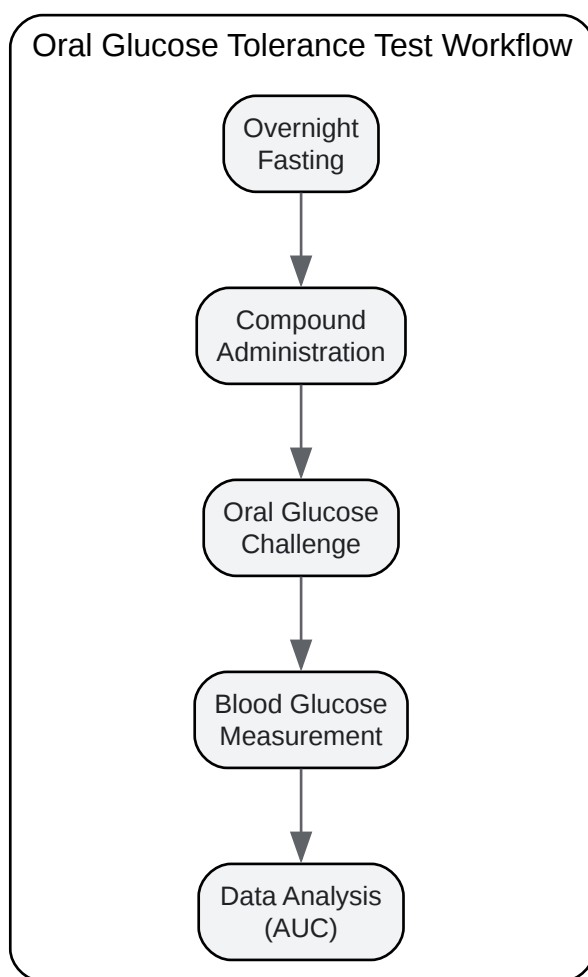 Oral Glucose Tolerance Test Workflow
Overnight
Fasting
Compound
Administration
Oral Glucose
Challenge
Blood Glucose
Measurement
Data Analysis
(AUC)